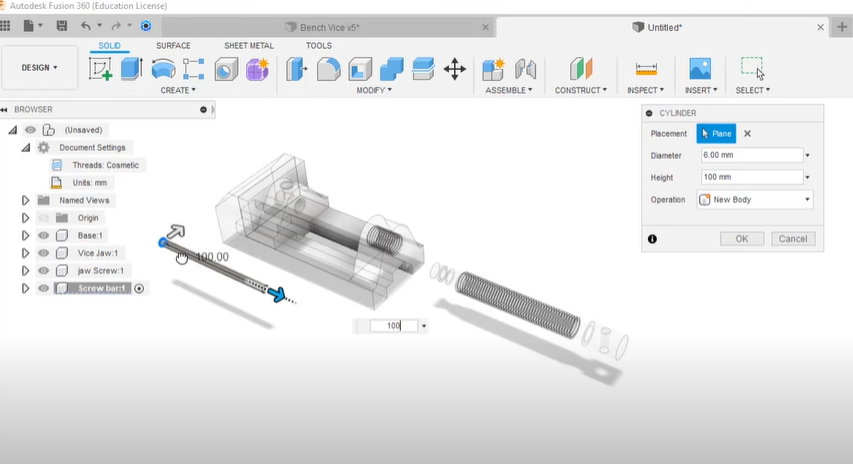 Autodesk Fusion 360 (Education License)
Bench Vice v5*
Untitled*
SOLID
SURFACE
SHEET METAL
TOOLS
DESIGN
CREATE
MODIFY
ASSEMBLE
CONSTRUCT
INSPECT
INSERT
SELECT
BROWSER
(Unsaved)
Document Settings
Threads: Cosmetic
Units: mm
Named Views
Origin
Base:1
Vice Jaw:1
jaw Screw:1
Screw bar:1
100.00
100
CYLINDER
Placement Plane
Diameter 6.00 mm
Height 100 mm
Operation New Body
OK Cancel